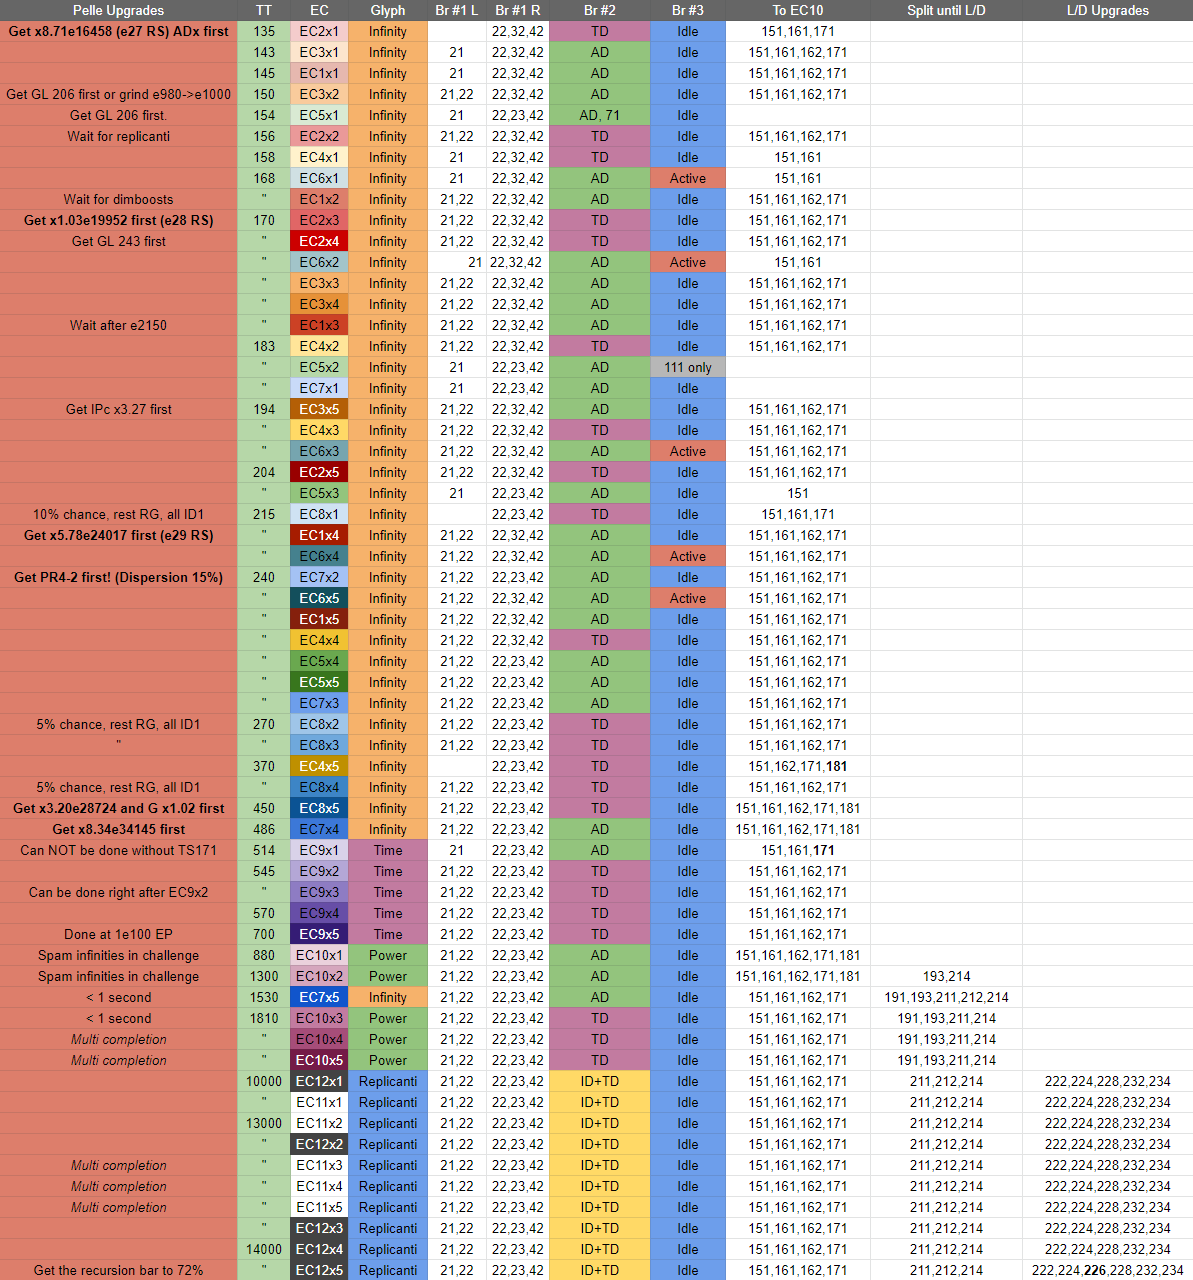 Pelle Upgrades TT EC Glyph Br #1 L Br #1 R Br #2 Br #3 To EC10 Split until L/D L/D Upgrades
Get x8.71e16458 (e27 RS) ADx first 135 EC2x1 Infinity 22,32,42 TD Idle 151,161,171
143 EC3x1 Infinity 21 22,32,42 AD Idle 151,161,162,171
145 EC1x1 Infinity 21 22,32,42 AD Idle 151,161,162,171
Get GL 206 first or grind e980->e1000 150 EC3x2 Infinity 21,22 22,32,42 AD Idle 151,161,162,171
Get GL 206 first. 154 EC5x1 Infinity 21 22,23,42 AD, 71 Idle
Wait for replicanti 156 EC2x2 Infinity 21,22 22,32,42 TD Idle 151,161,162,171
158 EC4x1 Infinity 21 22,32,42 TD Idle 151,161
168 EC6x1 Infinity 21 22,32,42 AD Active 151,161
Wait for dimboosts " EC1x2 Infinity 21,22 22,32,42 AD Idle 151,161,162,171
Get x1.03e19952 first (e28 RS) 170 EC2x3 Infinity 21,22 22,32,42 TD Idle 151,161,162,171
Get GL 243 first " EC2x4 Infinity 21,22 22,32,42 TD Idle 151,161,162,171
" EC6x2 Infinity 21 22,32,42 AD Active 151,161
" EC3x3 Infinity 21,22 22,32,42 AD Idle 151,161,162,171
" EC3x4 Infinity 21,22 22,32,42 AD Idle 151,161,162,171
Wait after e2150 " EC1x3 Infinity 21,22 22,32,42 AD Idle 151,161,162,171
183 EC4x2 Infinity 21,22 22,32,42 TD Idle 151,161,162,171
" EC5x2 Infinity 21 22,23,42 AD 111 only
" EC7x1 Infinity 21 22,23,42 AD Idle
Get IPc x3.27 first 194 EC3x5 Infinity 21,22 22,32,42 AD Idle 151,161,162,171
" EC4x3 Infinity 21,22 22,32,42 TD Idle 151,161,162,171
" EC6x3 Infinity 21,22 22,32,42 AD Active 151,161,162,171
204 EC2x5 Infinity 21,22 22,32,42 TD Idle 151,161,162,171
" EC5x3 Infinity 21 22,23,42 AD Idle 151
10% chance, rest RG, all ID1 215 EC8x1 Infinity 22,23,42 TD Idle 151,161,171
Get x5.78e24017 first (e29 RS) " EC1x4 Infinity 21,22 22,32,42 AD Idle 151,161,162,171
" EC6x4 Infinity 21,22 22,32,42 AD Active 151,161,162,171
Get PR4-2 first! (Dispersion 15%) 240 EC7x2 Infinity 21,22 22,23,42 AD Idle 151,161,162,171
" EC6x5 Infinity 21,22 22,32,42 AD Active 151,161,162,171
" EC1x5 Infinity 21,22 22,32,42 AD Idle 151,161,162,171
" EC4x4 Infinity 21,22 22,32,42 TD Idle 151,161,162,171
" EC5x4 Infinity 21,22 22,23,42 AD Idle 151,161,162,171
" EC5x5 Infinity 21,22 22,23,42 AD Idle 151,161,162,171
" EC7x3 Infinity 21,22 22,23,42 AD Idle 151,161,162,171
5% chance, rest RG, all ID1 270 EC8x2 Infinity 21,22 22,23,42 TD Idle 151,161,162,171
" " EC8x3 Infinity 21,22 22,23,42 TD Idle 151,161,162,171
370 EC4x5 Infinity 22,23,42 TD Idle 151,162,171,181
5% chance, rest RG, all ID1 " EC8x4 Infinity 21,22 22,23,42 TD Idle 151,161,162,171
Get x3.20e28724 and G x1.02 first 450 EC8x5 Infinity 21,22 22,23,42 TD Idle 151,161,162,171,181
Get x8.34e34145 first 486 EC7x4 Infinity 21,22 22,23,42 AD Idle 151,161,162,171,181
Can NOT be done without TS171 514 EC9x1 Time 21 22,23,42 AD Idle 151,161,171
545 EC9x2 Time 21,22 22,23,42 TD Idle 151,161,162,171
Can be done right after EC9x2 " EC9x3 Time 21,22 22,23,42 TD Idle 151,161,162,171
570 EC9x4 Time 21,22 22,23,42 TD Idle 151,161,162,171
Done at 1e100 EP 700 EC9x5 Time 21,22 22,23,42 TD Idle 151,161,162,171
Spam infinities in challenge 880 EC10x1 Power 21,22 22,23,42 AD Idle 151,161,162,171,181
Spam infinities in challenge 1300 EC10x2 Power 21,22 22,23,42 AD Idle 151,161,162,171,181 193,214
< 1 second 1530 EC7x5 Infinity 21,22 22,23,42 AD Idle 151,161,162,171 191,193,211,212,214
< 1 second 1810 EC10x3 Power 21,22 22,23,42 TD Idle 151,161,162,171 191,193,211,214
Multi completion " EC10x4 Power 21,22 22,23,42 TD Idle 151,161,162,171 191,193,211,214
Multi completion " EC10x5 Power 21,22 22,23,42 TD Idle 151,161,162,171 191,193,211,214
10000 EC12x1 Replicanti 21,22 22,23,42 ID+TD Idle 151,161,162,171 211,212,214 222,224,228,232,234
" EC11x1 Replicanti 21,22 22,23,42 ID+TD Idle 151,161,162,171 211,212,214 222,224,228,232,234
13000 EC11x2 Replicanti 21,22 22,23,42 ID+TD Idle 151,161,162,171 211,212,214 222,224,228,232,234
" EC12x2 Replicanti 21,22 22,23,42 ID+TD Idle 151,161,162,171 211,212,214 222,224,228,232,234
Multi completion " EC11x3 Replicanti 21,22 22,23,42 ID+TD Idle 151,161,162,171 211,212,214 222,224,228,232,234
Multi completion " EC11x4 Replicanti 21,22 22,23,42 ID+TD Idle 151,161,162,171 211,212,214 222,224,228,232,234
Multi completion " EC11x5 Replicanti 21,22 22,23,42 ID+TD Idle 151,161,162,171 211,212,214 222,224,228,232,234
" EC12x3 Replicanti 21,22 22,23,42 ID+TD Idle 151,161,162,171 211,212,214 222,224,228,232,234
14000 EC12x4 Replicanti 21,22 22,23,42 ID+TD Idle 151,161,162,171 211,212,214 222,224,228,232,234
Get the recursion bar to 72% " EC12x5 Replicanti 21,22 22,23,42 ID+TD Idle 151,161,162,171 211,212,214 222,224,226,228,232,234